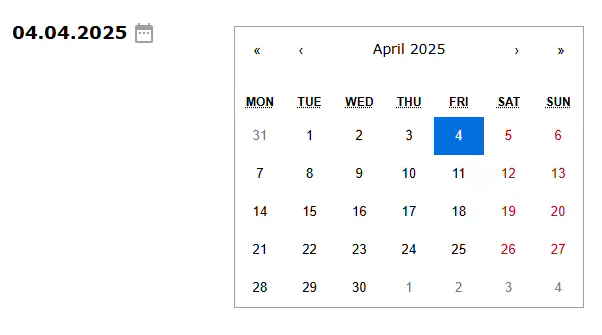 04.04.2025
« ‹ April 2025 › »
MON TUE WED THU FRI SAT SUN
31 1 2 3 4 5 6
7 8 9 10 11 12 13
14 15 16 17 18 19 20
21 22 23 24 25 26 27
28 29 30 1 2 3 4